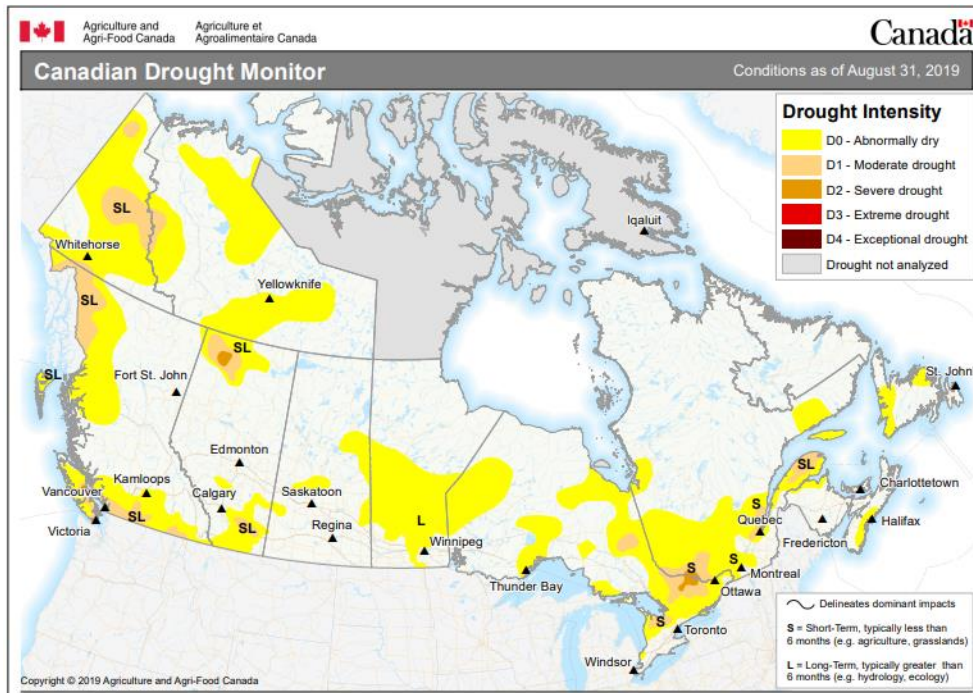 Agriculture and
Agri-Food Canada
Agriculture et
Agroalimentaire Canada
Canada
Canadian Drought Monitor
Conditions as of August 31, 2019
Drought Intensity
D0 - Abnormally dry
D1 - Moderate drought
D2 - Severe drought
D3 - Extreme drought
D4 - Exceptional drought
Drought not analyzed
SL
Iqaluit
Whitehorse
SL
Yellowknife
SL
SL
Fort St. John
St. John'
Edmonton
SL
Kamloops
Calgary
Saskatoon
Charlottetown
Vancouver
SL
SL
L
S
Quebec
Halifax
Victoria
Regina
Winnipeg
Fredericton
S
S
Montreal
Thunder Bay
Ottawa
S
Toronto
Windsor
Delineates dominant impacts
S = Short-Term, typically less than
6 months (e.g. agriculture, grasslands)
L = Long-Term, typically greater than
6 months (e.g. hydrology, ecology)
Copyright © 2019 Agriculture and Agri-Food Canada